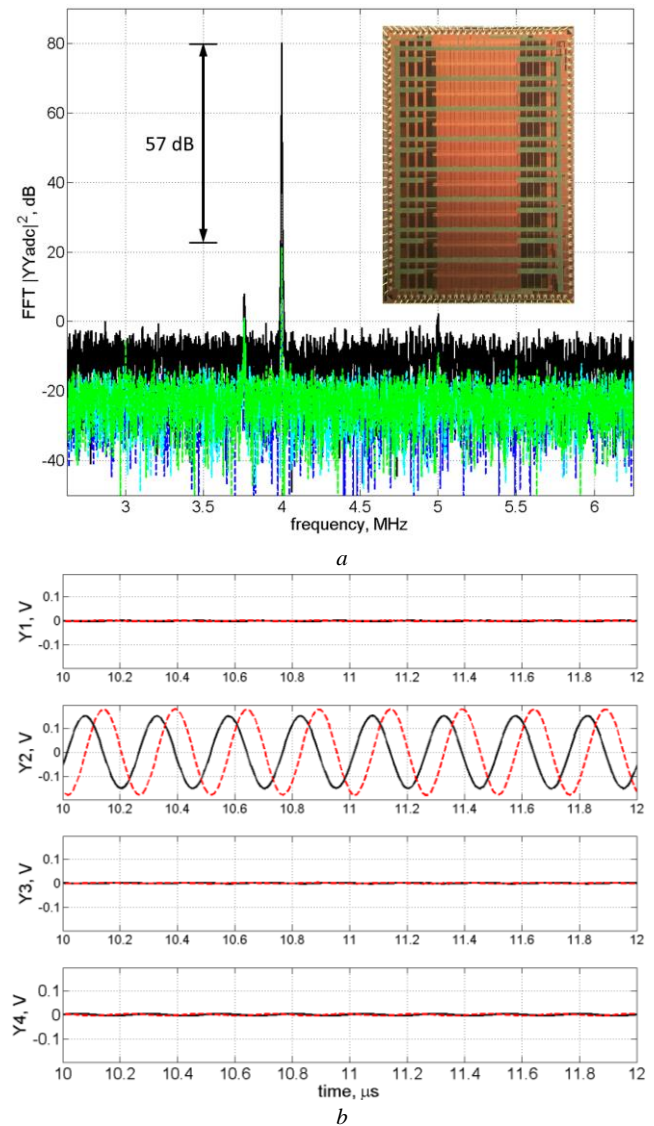 80
60
57 dB
40
20
0
-20
-40
FFT |YYadc|², dB
3 3.5 4 4.5 5 5.5 6
frequency, MHz
a
0.1
0
-0.1
Y1, V
10 10.2 10.4 10.6 10.8 11 11.2 11.4 11.6 11.8 12
0.1
0
-0.1
Y2, V
10 10.2 10.4 10.6 10.8 11 11.2 11.4 11.6 11.8 12
0.1
0
-0.1
Y3, V
10 10.2 10.4 10.6 10.8 11 11.2 11.4 11.6 11.8 12
0.1
0
-0.1
Y4, V
10 10.2 10.4 10.6 10.8 11 11.2 11.4 11.6 11.8 12
time, μs
b